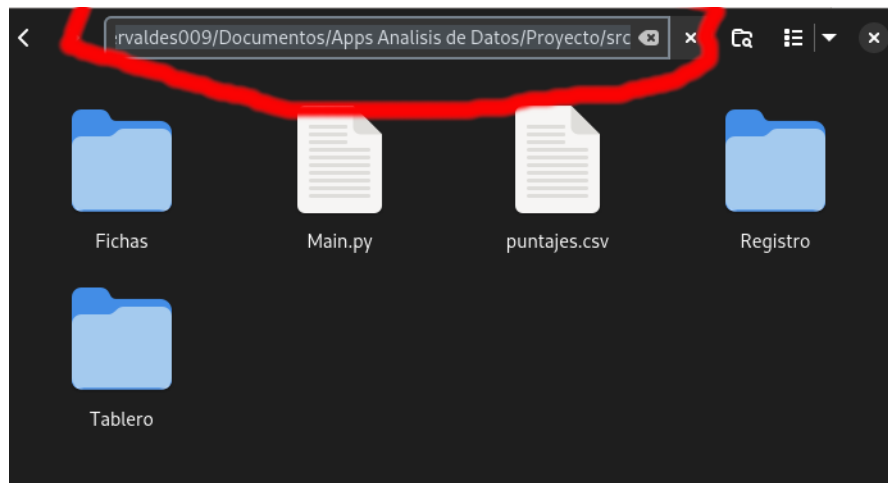 ervaldes009/Documentos/Apps Analisis de Datos/Proyecto/src
Fichas
Main.py
puntajes.csv
Registro
Tablero